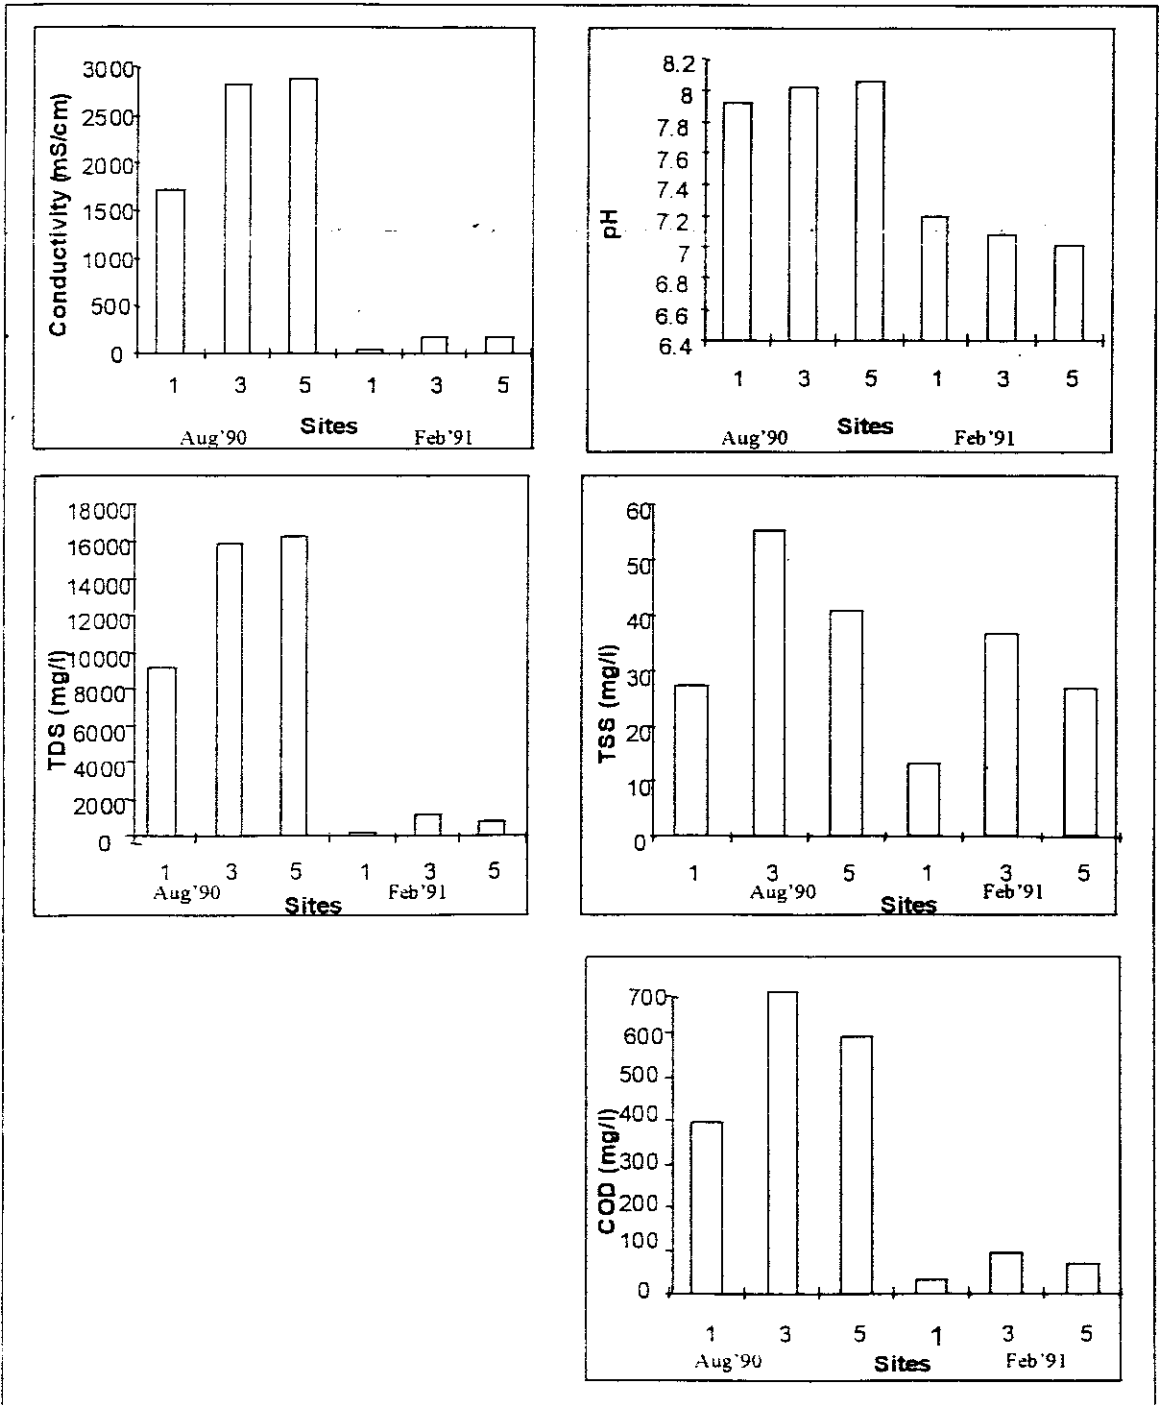 Conductivity (mS/cm)
3000
2500
2000
1500
1000
500
0
1 3 5 1 3 5
Sites
Aug'90 Feb'91
pH
8.2
8
7.8
7.6
7.4
7.2
7
6.8
6.6
6.4
1 3 5 1 3 5
Sites
Aug'90 Feb'91
TDS (mg/l)
18000
16000
14000
12000
10000
8000
6000
4000
2000
0
1 3 5 1 3 5
Aug'90 Feb'91
Sites
TSS (mg/l)
60
50
40
30
20
10
0
1 3 5 1 3 5
Aug'90 Feb'91
Sites
COD (mg/l)
700
600
500
400
300
200
100
0
1 3 5 1 3 5
Aug'90 Sites Feb'91